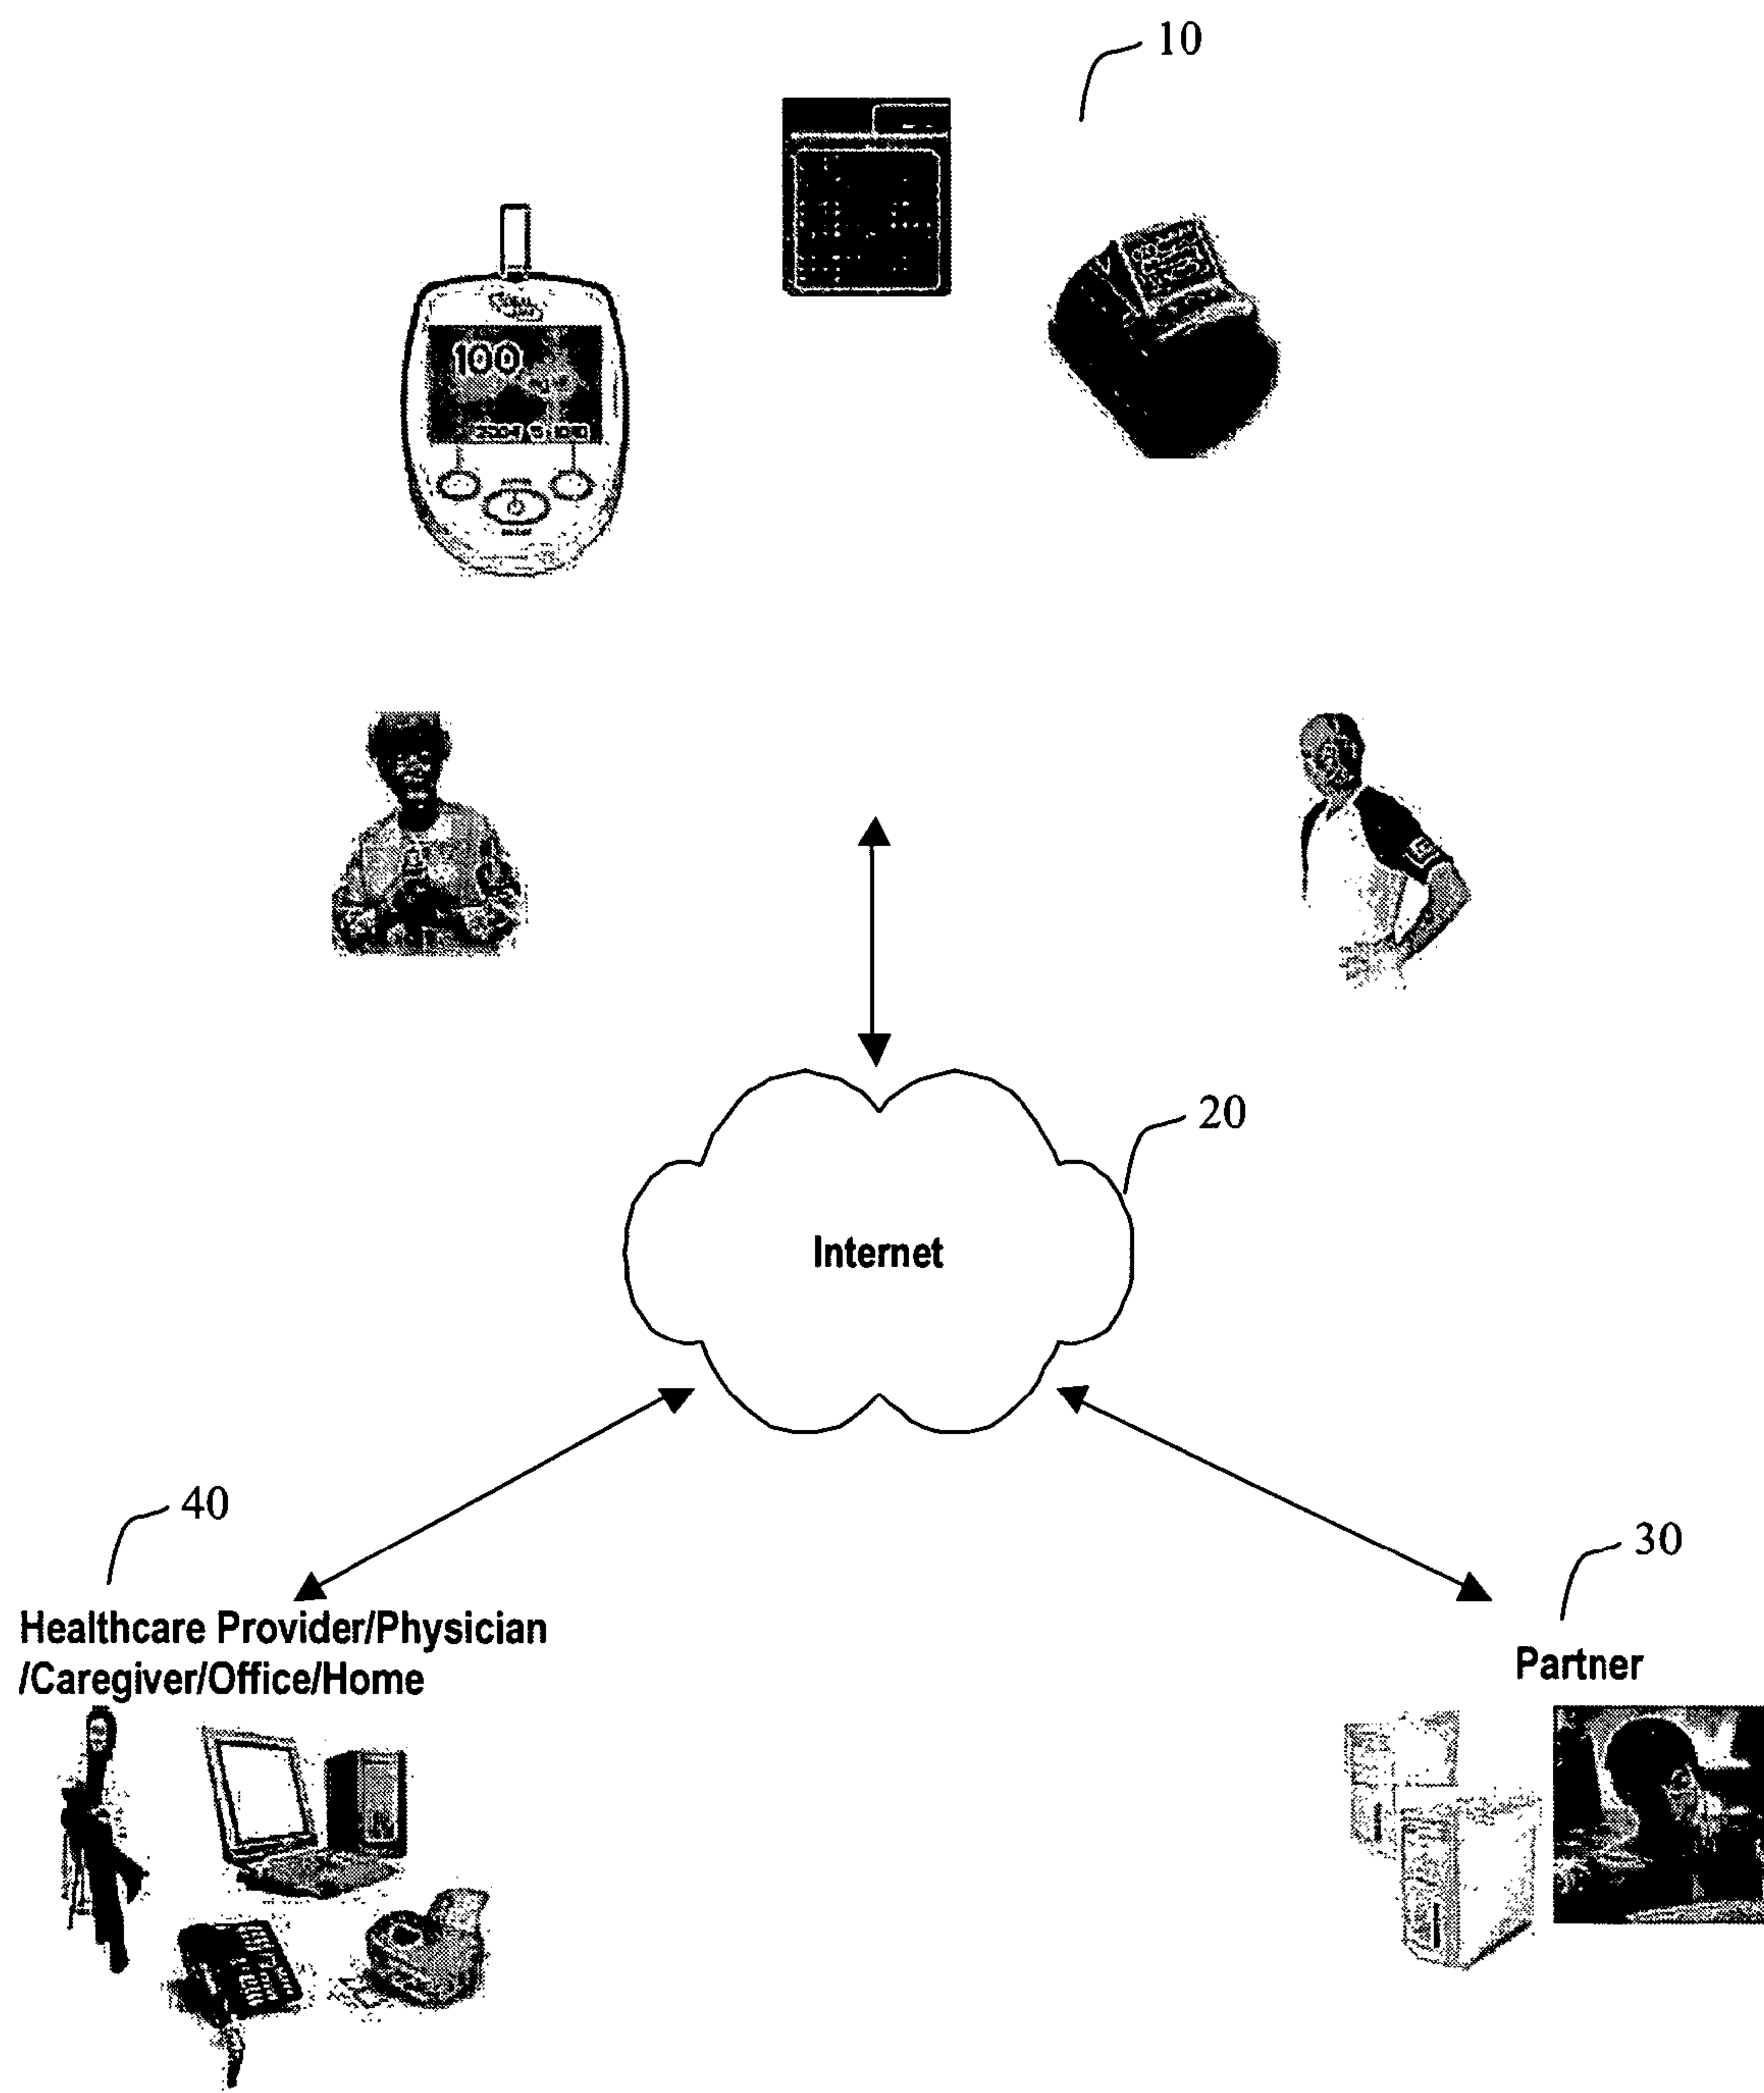 10
100
20
Internet
40
30
Healthcare Provider/Physician
/Caregiver/Office/Home
Partner